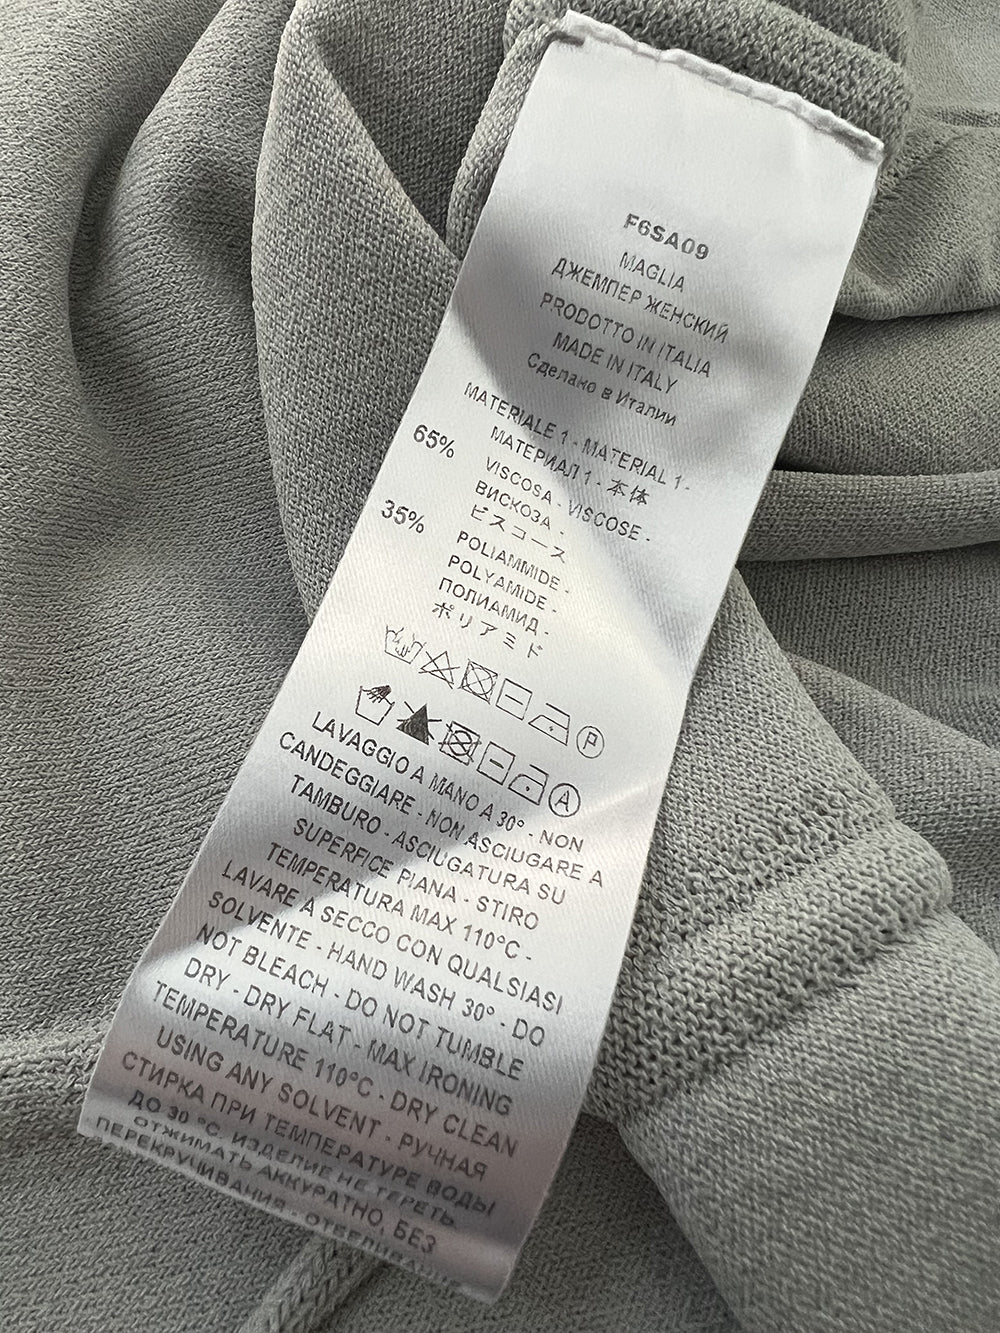 F6SA09
MAGLIA
ДЖЕМПЕР ЖЕНСКИЙ
PRODOTTO IN ITALIA
MADE IN ITALY
Сделано в Италии
MATERIALE 1 - MATERIAL 1 -
МАТЕРИАЛ 1 - 本体
65% VISCOSA - VISCOSE -
ВИСКОЗА -
ビスコース
35% POLIAMMIDE -
POLYAMIDE -
ПОЛИАМИД -
ポリアミド
P
A
LAVAGGIO A MANO A 30° - NON
CANDEGGIARE - NON ASCIUGARE A
TAMBURO - ASCIUGATURA SU
SUPERFICE PIANA - STIRO
TEMPERATURA MAX 110°C -
LAVARE A SECCO CON QUALSIASI
SOLVENTE - HAND WASH 30° - DO
NOT BLEACH - DO NOT TUMBLE
DRY - DRY FLAT - MAX IRONING
TEMPERATURE 110°C - DRY CLEAN
USING ANY SOLVENT - РУЧНАЯ
СТИРКА ПРИ ТЕМПЕРАТУРЕ ВОДЫ
ДО 30 °C, ИЗДЕЛИЕ НЕ ТЕРЕТЬ,
ОТЖИМАТЬ АККУРАТНО, БЕЗ
ПЕРЕКРУЧИВАНИЯ -